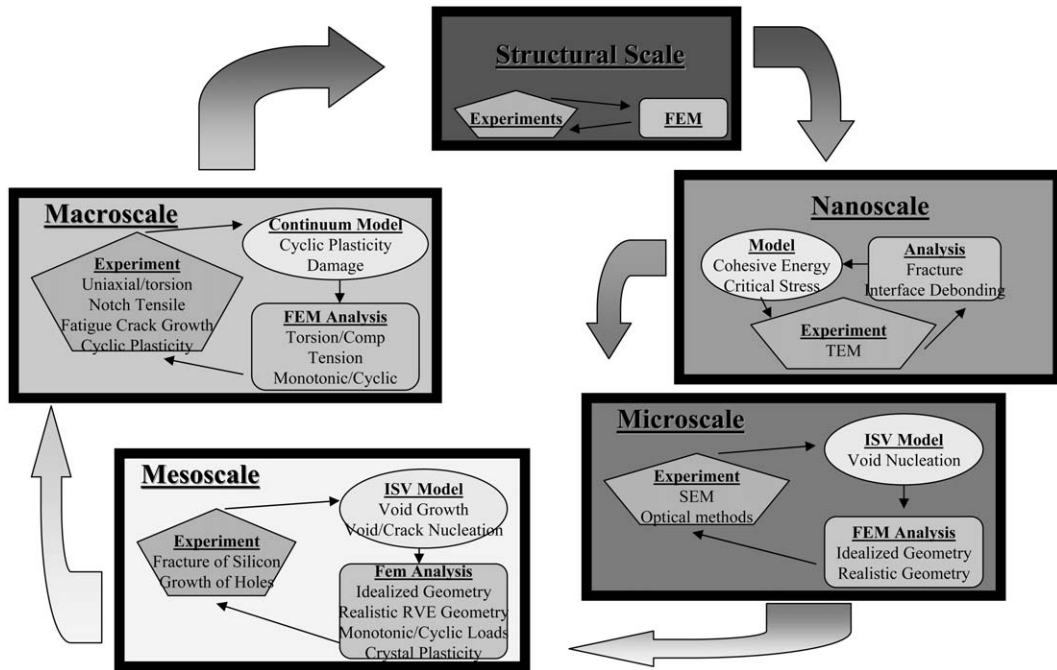 Structural Scale
Experiments
FEM
Macroscale
Experiment
Uniaxial/torsion
Notch Tensile
Fatigue Crack Growth
Cyclic Plasticity
Continuum Model
Cyclic Plasticity
Damage
FEM Analysis
Torsion/Comp
Tension
Monotonic/Cyclic
Nanoscale
Model
Cohesive Energy
Critical Stress
Analysis
Fracture
Interface Debonding
Experiment
TEM
Mesoscale
Experiment
Fracture of Silicon
Growth of Holes
ISV Model
Void Growth
Void/Crack Nucleation
Fem Analysis
Idealized Geometry
Realistic RVE Geometry
Monotonic/Cyclic Loads
Crystal Plasticity
Microscale
Experiment
SEM
Optical methods
ISV Model
Void Nucleation
FEM Analysis
Idealized Geometry
Realistic Geometry